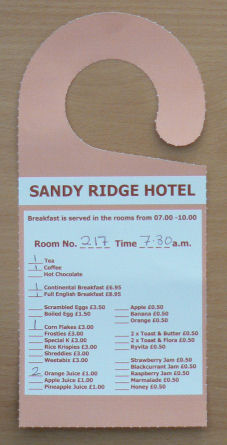 SANDY RIDGE HOTEL
Breakfast is served in the rooms from 07.00 -10.00
Room No. 217 Time 7:30 a.m.
1 Tea
1 Coffee
Hot Chocolate
1 Continental Breakfast £6.95
1 Full English Breakfast £8.95
Scrambled Eggs £3.50
Boiled Egg £1.50
1 Corn Flakes £3.00
Frosties £3.00
Special K £3.00
Rice Krispies £3.00
Shreddies £3.00
Weetabix £3.00
2 Orange Juice £1.00
Apple Juice £1.00
Pineapple Juice £1.00
Apple £0.50
Banana £0.50
Orange £0.50
2 x Toast & Butter £0.50
2 x Toast & Flora £0.50
Ryvita £0.50
Strawberry Jam £0.50
Blackcurrant Jam £0.50
Raspberry Jam £0.50
Marmalade £0.50
Honey £0.50